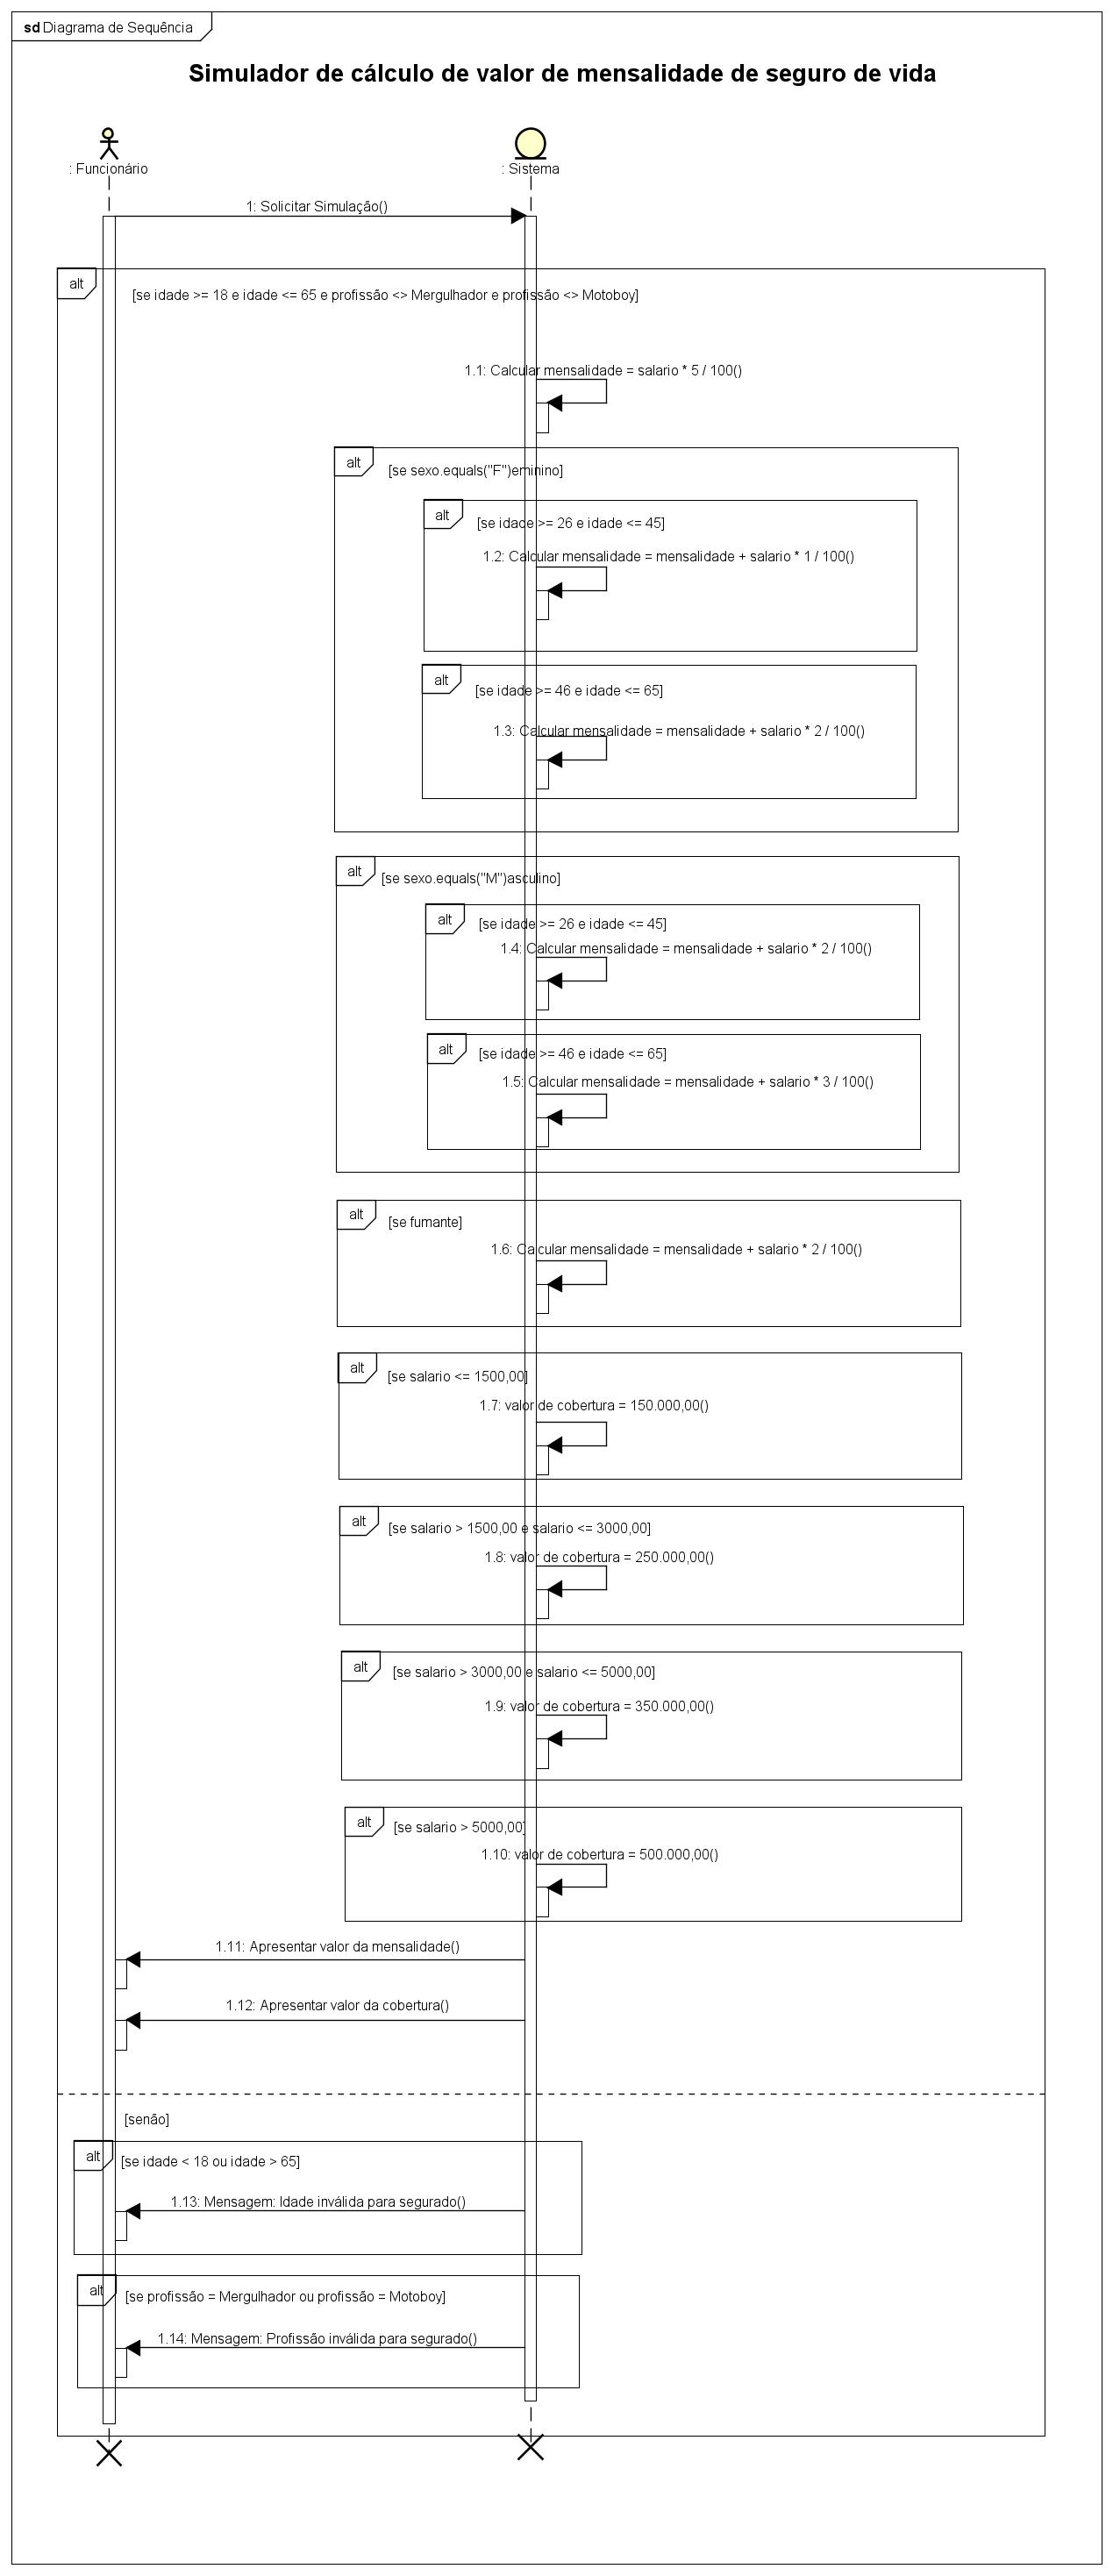 sd Diagrama de Sequência
Simulador de cálculo de valor de mensalidade de seguro de vida
: Funcionário
: Sistema
1: Solicitar Simulação()
alt
[se idade >= 18 e idade <= 65 e profissão <> Mergulhador e profissão <> Motoboy]
1.1: Calcular mensalidade = salario * 5 / 100()
alt
[se sexo.equals("F")eminino]
alt
[se idade >= 26 e idade <= 45]
1.2: Calcular mensalidade = mensalidade + salario * 1 / 100()
alt
[se idade >= 46 e idade <= 65]
1.3: Calcular mensalidade = mensalidade + salario * 2 / 100()
alt
[se sexo.equals("M")asculino]
alt
[se idade >= 26 e idade <= 45]
1.4: Calcular mensalidade = mensalidade + salario * 2 / 100()
alt
[se idade >= 46 e idade <= 65]
1.5: Calcular mensalidade = mensalidade + salario * 3 / 100()
alt
[se fumante]
1.6: Calcular mensalidade = mensalidade + salario * 2 / 100()
alt
[se salario <= 1500,00]
1.7: valor de cobertura = 150.000,00()
alt
[se salario > 1500,00 e salario <= 3000,00]
1.8: valor de cobertura = 250.000,00()
alt
[se salario > 3000,00 e salario <= 5000,00]
1.9: valor de cobertura = 350.000,00()
alt
[se salario > 5000,00]
1.10: valor de cobertura = 500.000,00()
1.11: Apresentar valor da mensalidade()
1.12: Apresentar valor da cobertura()
[senão]
alt
[se idade < 18 ou idade > 65]
1.13: Mensagem: Idade inválida para segurado()
alt
[se profissão = Mergulhador ou profissão = Motoboy]
1.14: Mensagem: Profissão inválida para segurado()